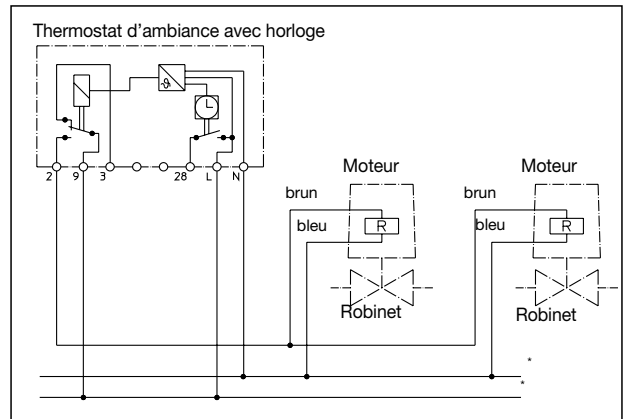 Thermostat d’ambiance avec horloge
2 9 3 28 L N
Moteur Moteur
brun brun
bleu bleu
R R
Robinet Robinet
*
*